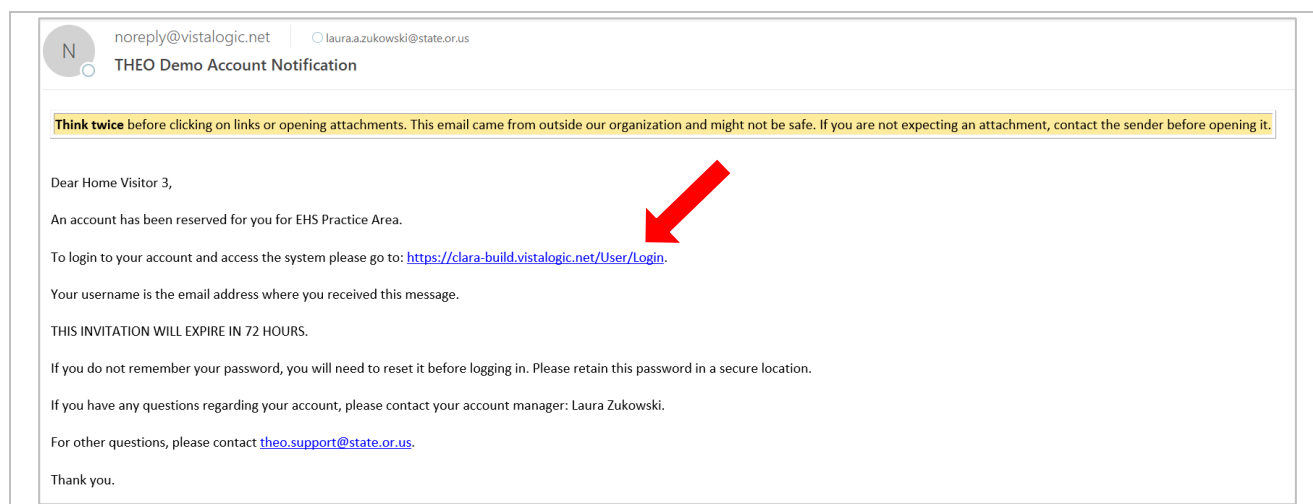 N
noreply@vistalogic.net laura.a.zukowski@state.or.us
THEO Demo Account Notification
Think twice before clicking on links or opening attachments. This email came from outside our organization and might not be safe. If you are not expecting an attachment, contact the sender before opening it.
Dear Home Visitor 3,
An account has been reserved for you for EHS Practice Area.
To login to your account and access the system please go to: https://clara-build.vistalogic.net/User/Login.
Your username is the email address where you received this message.
THIS INVITATION WILL EXPIRE IN 72 HOURS.
If you do not remember your password, you will need to reset it before logging in. Please retain this password in a secure location.
If you have any questions regarding your account, please contact your account manager: Laura Zukowski.
For other questions, please contact theo.support@state.or.us.
Thank you.